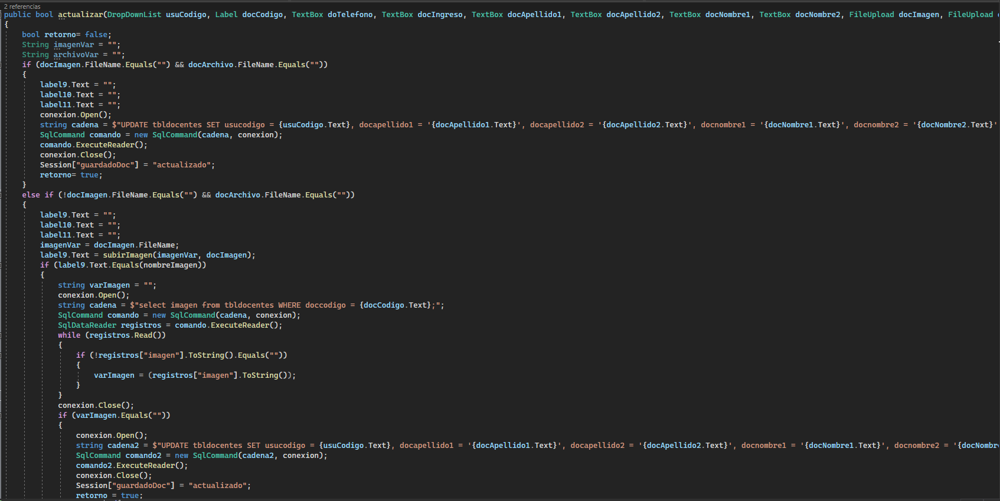 2 referencias
public bool actualizar(DropDownList usuCodigo, Label docCodigo, TextBox doTelefono, TextBox docIngreso, TextBox docApellido1, TextBox docApellido2, TextBox docNombre1, TextBox docNombre2, FileUpload docImagen, FileUpload
{
bool retorno= false;
String imagenVar = "";
String archivoVar = "";
if (docImagen.FileName.Equals("") && docArchivo.FileName.Equals(""))
{
label9.Text = "";
label10.Text = "";
label11.Text = "";
conexion.Open();
string cadena = $"UPDATE tbldocentes SET usucodigo = {usuCodigo.Text}, docapellido1 = '{docApellido1.Text}', docapellido2 = '{docApellido2.Text}', docnombre1 = '{docNombre1.Text}', docnombre2 = '{docNombre2.Text}'
SqlCommand comando = new SqlCommand(cadena, conexion);
comando.ExecuteReader();
conexion.Close();
Session["guardadoDoc"] = "actualizado";
retorno= true;
}
else if (!docImagen.FileName.Equals("") && docArchivo.FileName.Equals(""))
{
label9.Text = "";
label10.Text = "";
label11.Text = "";
imagenVar = docImagen.FileName;
label9.Text = subirImagen(imagenVar, docImagen);
if (label9.Text.Equals(nombreImagen))
{
string varImagen = "";
conexion.Open();
string cadena = $"select imagen from tbldocentes WHERE doccodigo = {docCodigo.Text};";
SqlCommand comando = new SqlCommand(cadena, conexion);
SqlDataReader registros = comando.ExecuteReader();
while (registros.Read())
{
if (!registros["imagen"].ToString().Equals(""))
{
varImagen = (registros["imagen"].ToString());
}
}
conexion.Close();
if (varImagen.Equals(""))
{
conexion.Open();
string cadena2 = $"UPDATE tbldocentes SET usucodigo = {usuCodigo.Text}, docapellido1 = '{docApellido1.Text}', docapellido2 = '{docApellido2.Text}', docnombre1 = '{docNombre1.Text}', docnombre2 = '{docNombr
SqlCommand comando2 = new SqlCommand(cadena2, conexion);
comando2.ExecuteReader();
conexion.Close();
Session["guardadoDoc"] = "actualizado";
retorno = true;